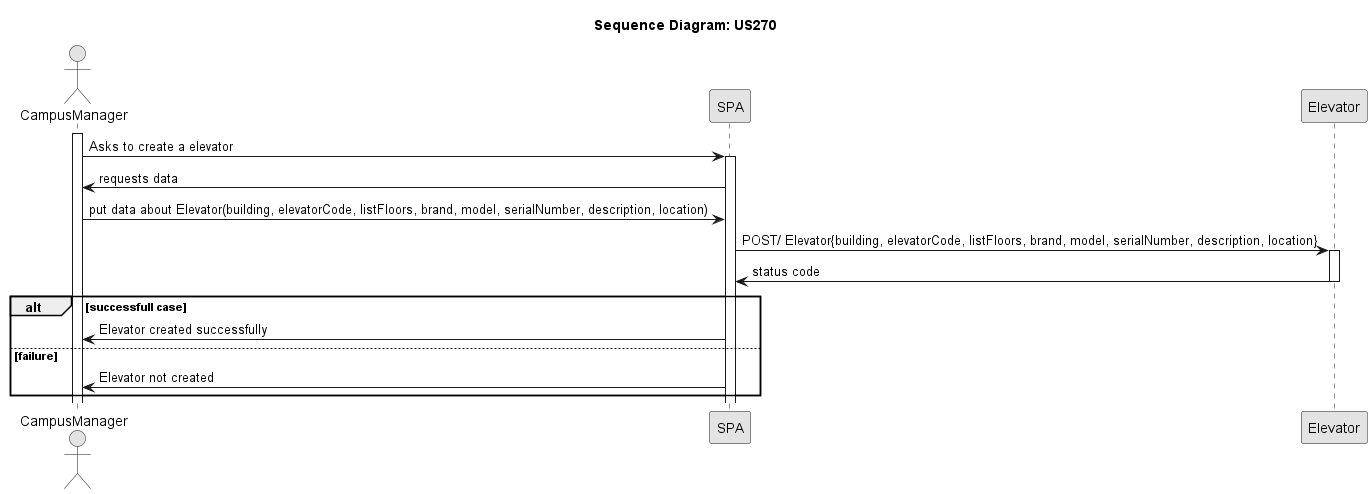 Sequence Diagram: US270
CampusManager
SPA
Elevator
Asks to create a elevator
requests data
put data about Elevator(building, elevatorCode, listFloors, brand, model, serialNumber, description, location)
POST/ Elevator{building, elevatorCode, listFloors, brand, model, serialNumber, description, location}
status code
alt
[successfull case]
Elevator created successfully
[failure]
Elevator not created
CampusManager
SPA
Elevator